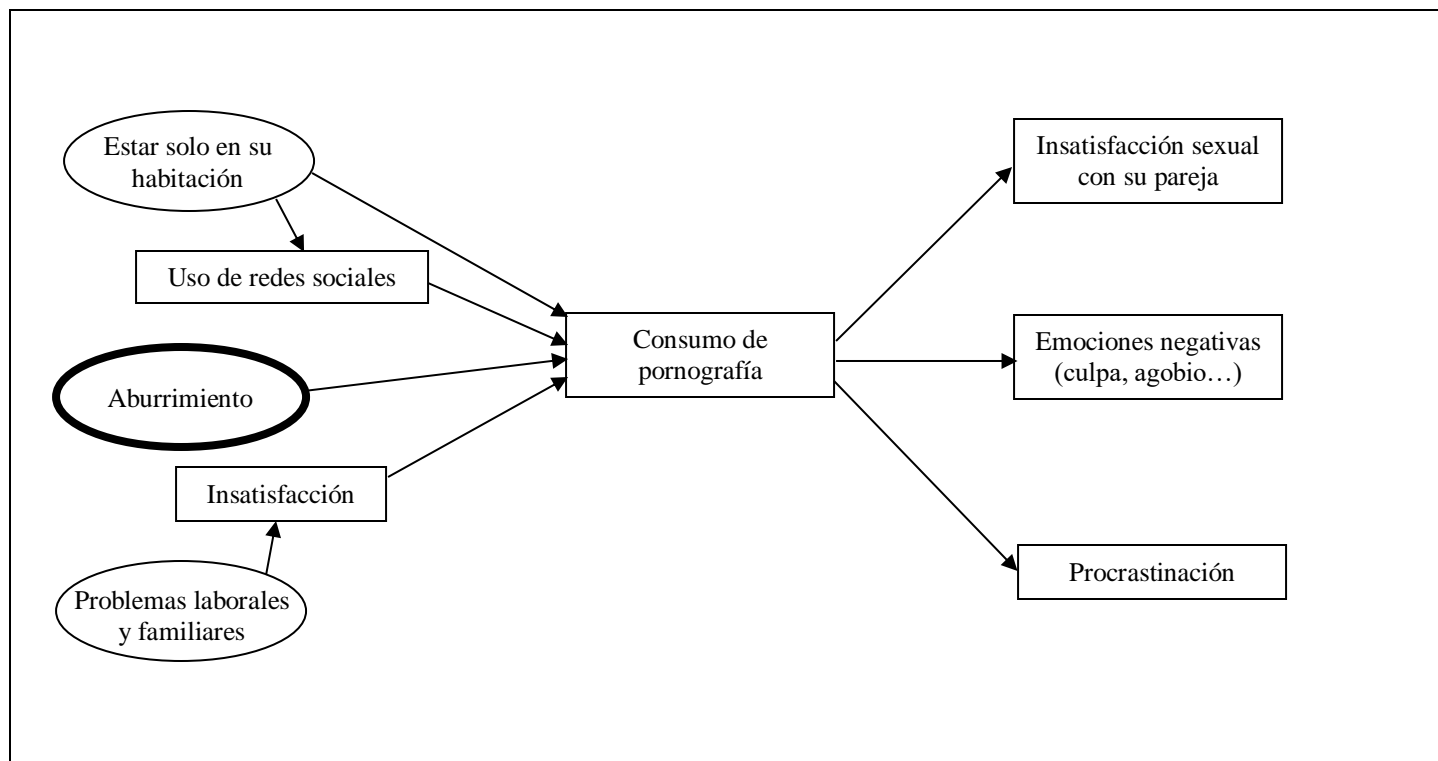 Estar solo en su
habitación
Uso de redes sociales
Aburrimiento
Insatisfacción
Problemas laborales
y familiares
Consumo de
pornografía
Insatisfacción sexual
con su pareja
Emociones negativas
(culpa, agobio…)
Procrastinación